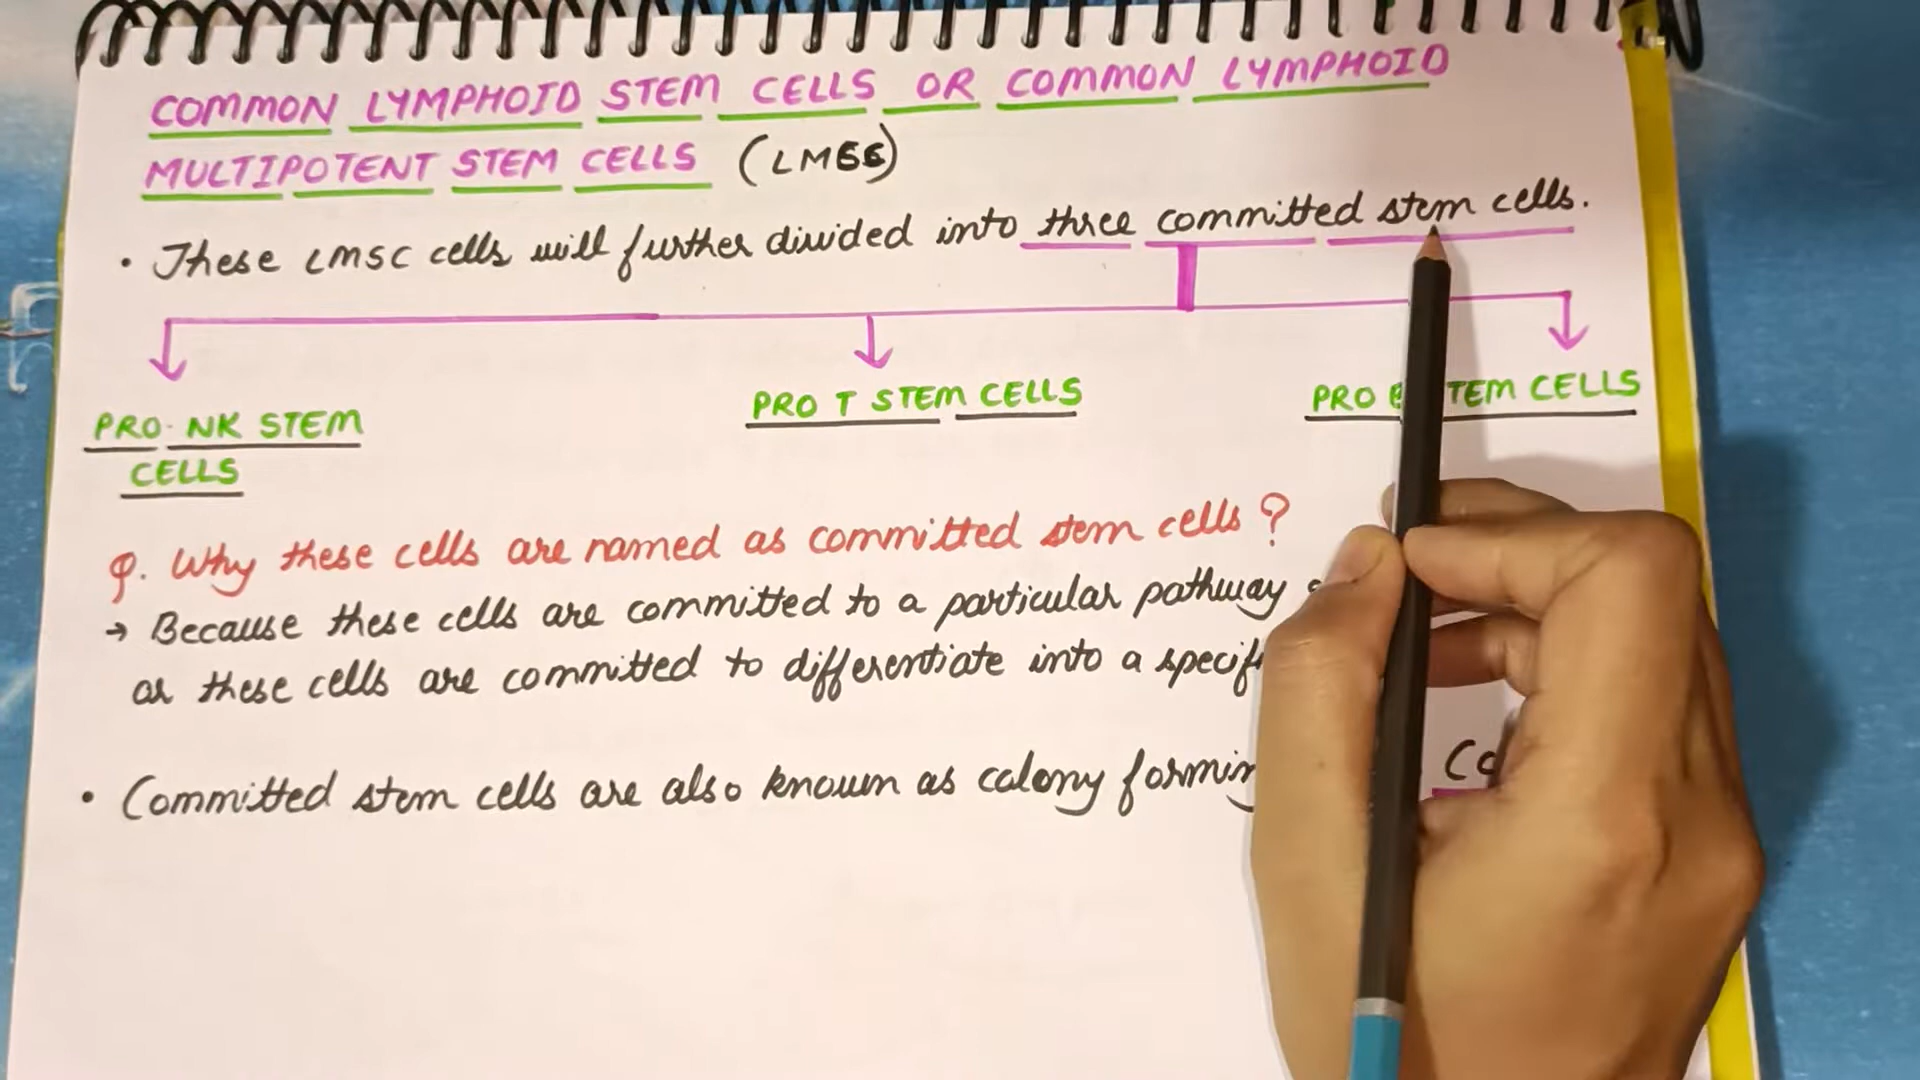 COMMON LYMPHOID STEM CELLS OR COMMON LYMPHOID
MULTIPOTENT STEM CELLS
• These LMSC cells will further divided into three committed stem cells.
PRO-NK STEM CELLS
PRO T STEM CELLS
PRO CELLS
Q. Why these cells are named as committed stem cells?
→ Because these cells are committed to a particular pathway
or these cells are committed to differentiate into a
• Committed stem cells are also known as colony